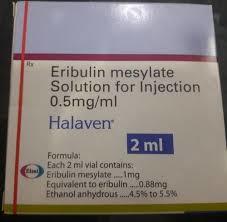 Rx
Eribulin mesylate
Solution for Injection
0.5mg/ml
Halaven®
2 ml
Formula:
Each 2 ml vial contains:
Eribulin mesylate .....1mg
Equivalent to eribulin .....0.88mg
Ethanol anhydrous .....4.5% to 5.5%
Eisai